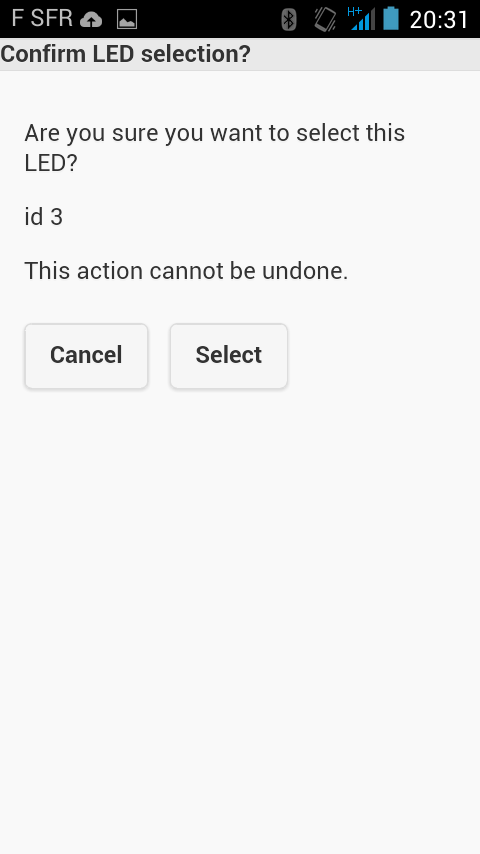 F SFR
H+
20:31
Confirm LED selection?
Are you sure you want to select this
LED?
id 3
This action cannot be undone.
Cancel
Select